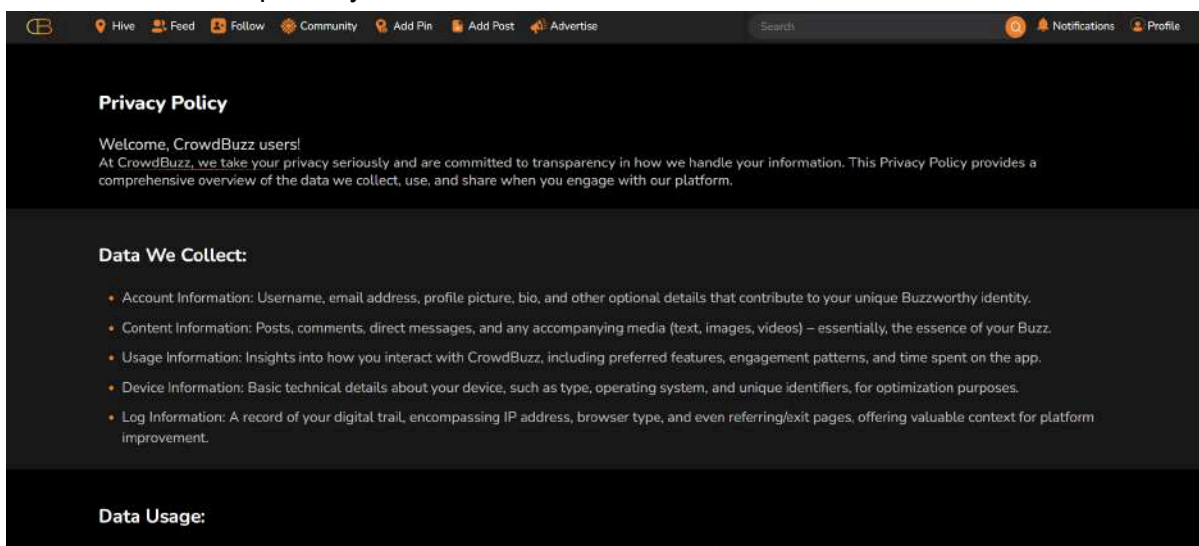 CB Hive Feed Follow Community Add Pin Add Post Advertise Search Notifications Profile
Privacy Policy
Welcome, CrowdBuzz users!
At CrowdBuzz, we take your privacy seriously and are committed to transparency in how we handle your information. This Privacy Policy provides a
comprehensive overview of the data we collect, use, and share when you engage with our platform.
Data We Collect:
• Account Information: Username, email address, profile picture, bio, and other optional details that contribute to your unique Buzzworthy identity.
• Content Information: Posts, comments, direct messages, and any accompanying media (text, images, videos) – essentially, the essence of your Buzz.
• Usage Information: Insights into how you interact with CrowdBuzz, including preferred features, engagement patterns, and time spent on the app.
• Device Information: Basic technical details about your device, such as type, operating system, and unique identifiers, for optimization purposes.
• Log Information: A record of your digital trail, encompassing IP address, browser type, and even referring/exit pages, offering valuable context for platform
improvement.
Data Usage: